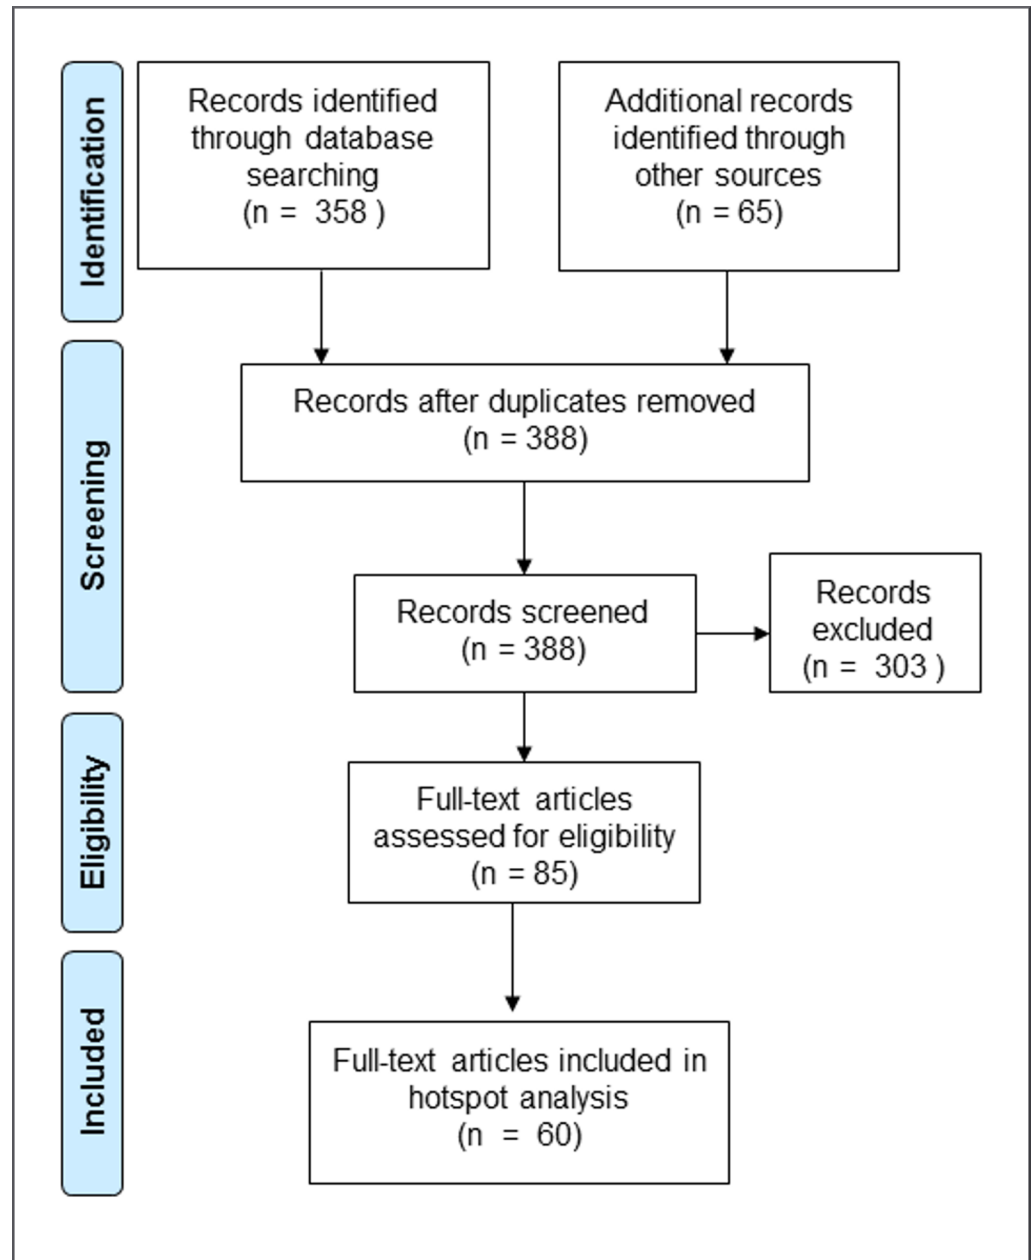 Identification
Records identified
through database
searching
(n = 358 )
Additional records
identified through
other sources
(n = 65)
Screening
Records after duplicates removed
(n = 388)
Records screened
(n = 388)
Records
excluded
(n = 303 )
Eligibility
Full-text articles
assessed for eligibility
(n = 85)
Included
Full-text articles included in
hotspot analysis
(n = 60)